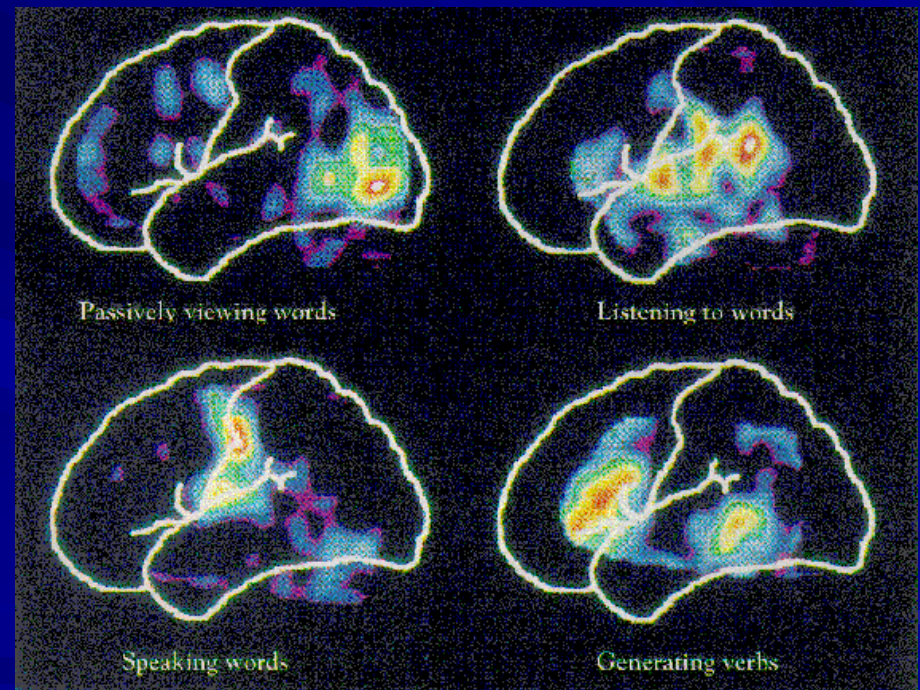 Passively viewing words
Listening to words
Speaking words
Generating verbs